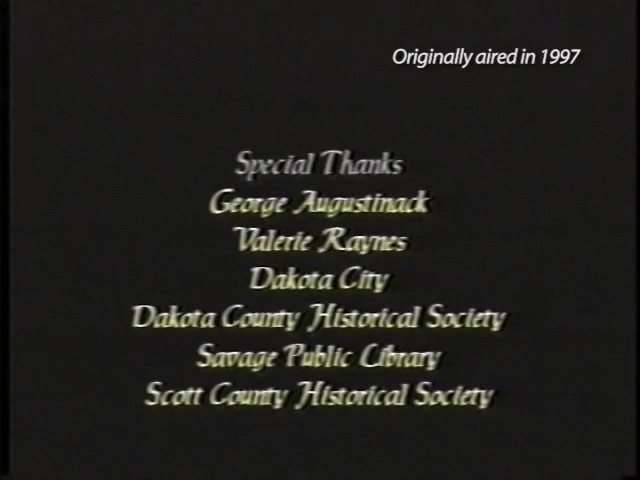 Originally aired in 1997
Special Thanks
George Augustinack
Valerie Raynes
Dakota City
Dakota County Historical Society
Savage Public Library
Scott County Historical Society